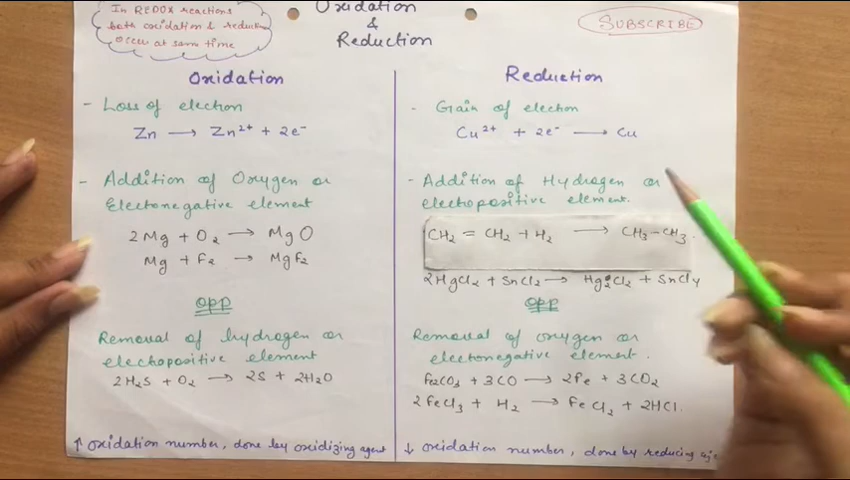 In REDOX reactions
both oxidation & reduction
Occur at same time
Oxidation
&
Reduction
SUBSCRIBE
Oxidation
- Loss of electron
Zn → Zn²⁺ + 2e⁻
- Addition of Oxygen or
Electronegative element
2Mg + O₂ → MgO
Mg + F₂ → MgF₂
Opp
Removal of hydrogen or
electropositive element
2H₂S + O₂ → 2S + 2H₂O
↑ oxidation number, done by oxidizing agent
Reduction
- Gain of electron
Cu²⁺ + 2e⁻ → Cu
- Addition of Hydrogen or
electropositive element.
CH₂ = CH₂ + H₂ → CH₃-CH₃
2HgCl₂ + SnCl₂ → Hg₂Cl₂ + SnCl₄
Opp
Removal of oxygen or
electronegative element.
Fe₂CO₃ + 3CO → 2Fe + 3CO₂
2FeCl₃ + H₂ → FeCl₂ + 2HCl.
↓ oxidation number, done by reducing